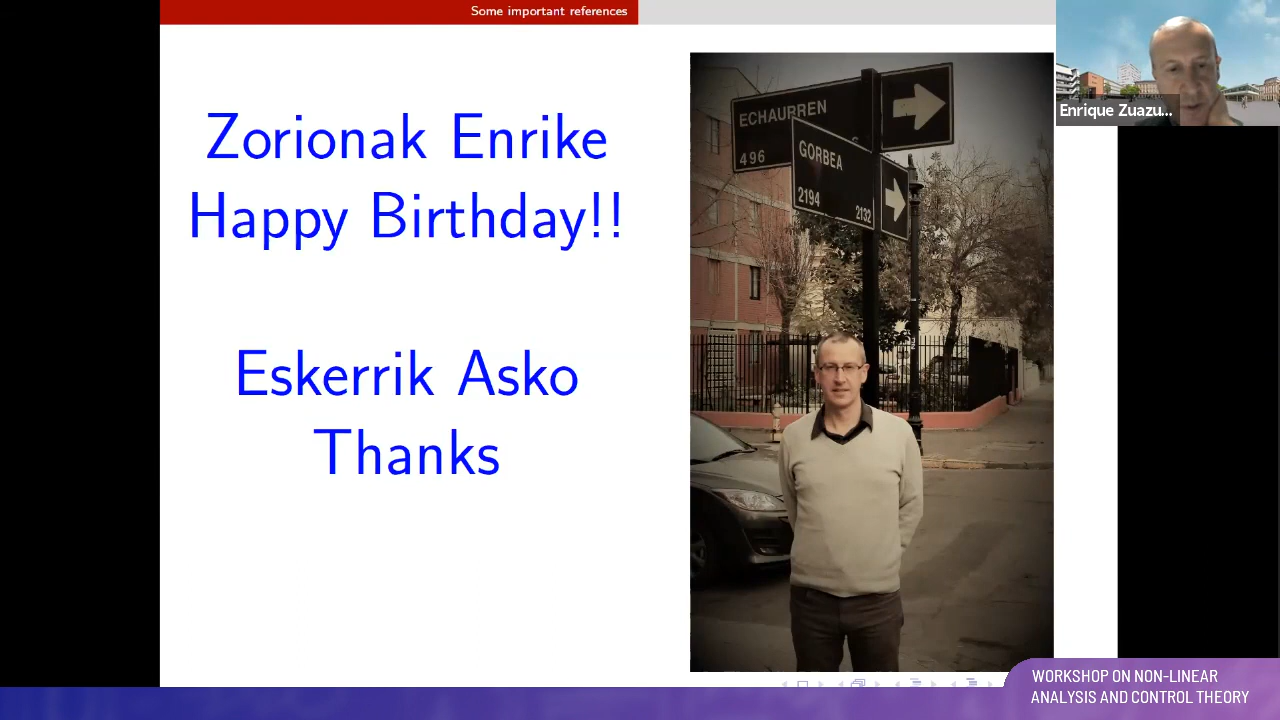 Some important references
Zorionak Enrike
Happy Birthday!!
Eskerrik Asko
Thanks
ECHAURREN
496
GORBEA
2194 2132
Enrique Zuazu...
WORKSHOP ON NON-LINEAR
ANALYSIS AND CONTROL THEORY